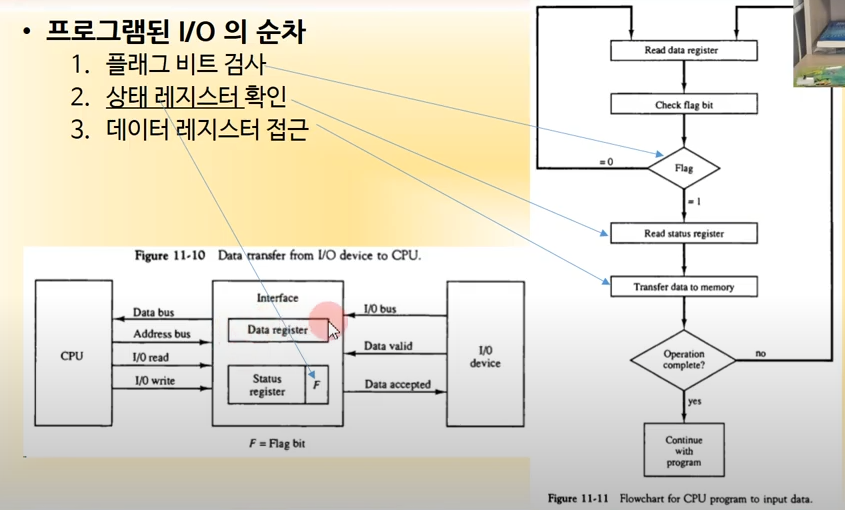 • 프로그램된 I/O 의 순차
1. 플래그 비트 검사
2. 상태 레지스터 확인
3. 데이터 레지스터 접근
Figure 11-10 Data transfer from I/O device to CPU.
CPU
Data bus
Address bus
I/O read
I/O write
Interface
Data register
Status
register
F
I/O bus
Data valid
Data accepted
I/O
device
F = Flag bit
Read data register
Check flag bit
Flag
= 0
= 1
Read status register
Transfer data to memory
Operation
complete?
no
yes
Continue
with
program
Figure 11-11 Flowchart for CPU program to input data.